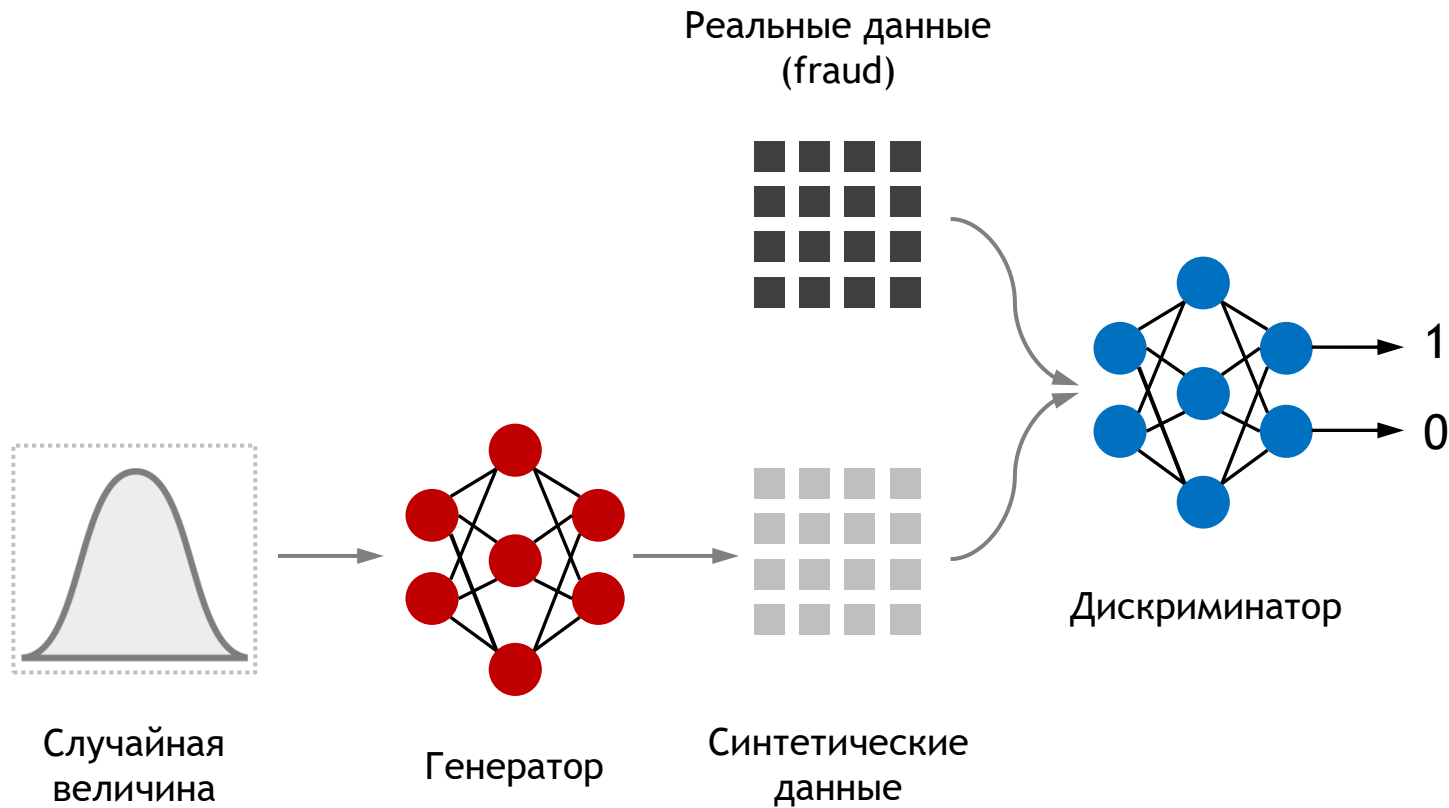 Реальные данные
(fraud)
1
0
Дискриминатор
Случайная
величина
Генератор
Синтетические
данные